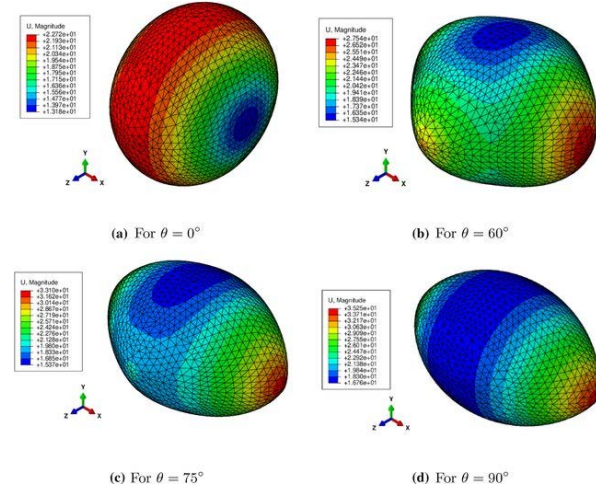 U, Magnitude
+2.272e+01
+2.193e+01
+2.113e+01
+2.034e+01
+1.954e+01
+1.875e+01
+1.795e+01
+1.715e+01
+1.636e+01
+1.556e+01
+1.477e+01
+1.397e+01
+1.318e+01
Y
Z X
(a) For θ = 0°
U, Magnitude
+2.754e+01
+2.652e+01
+2.551e+01
+2.449e+01
+2.347e+01
+2.246e+01
+2.144e+01
+2.042e+01
+1.941e+01
+1.839e+01
+1.737e+01
+1.635e+01
+1.534e+01
Y
Z X
(b) For θ = 60°
U, Magnitude
+3.310e+01
+3.162e+01
+3.014e+01
+2.867e+01
+2.719e+01
+2.571e+01
+2.424e+01
+2.276e+01
+2.128e+01
+1.980e+01
+1.833e+01
+1.685e+01
+1.537e+01
Y
Z X
(c) For θ = 75°
U, Magnitude
+3.525e+01
+3.371e+01
+3.217e+01
+3.063e+01
+2.909e+01
+2.755e+01
+2.601e+01
+2.447e+01
+2.292e+01
+2.138e+01
+1.984e+01
+1.830e+01
+1.676e+01
Y
Z X
(d) For θ = 90°